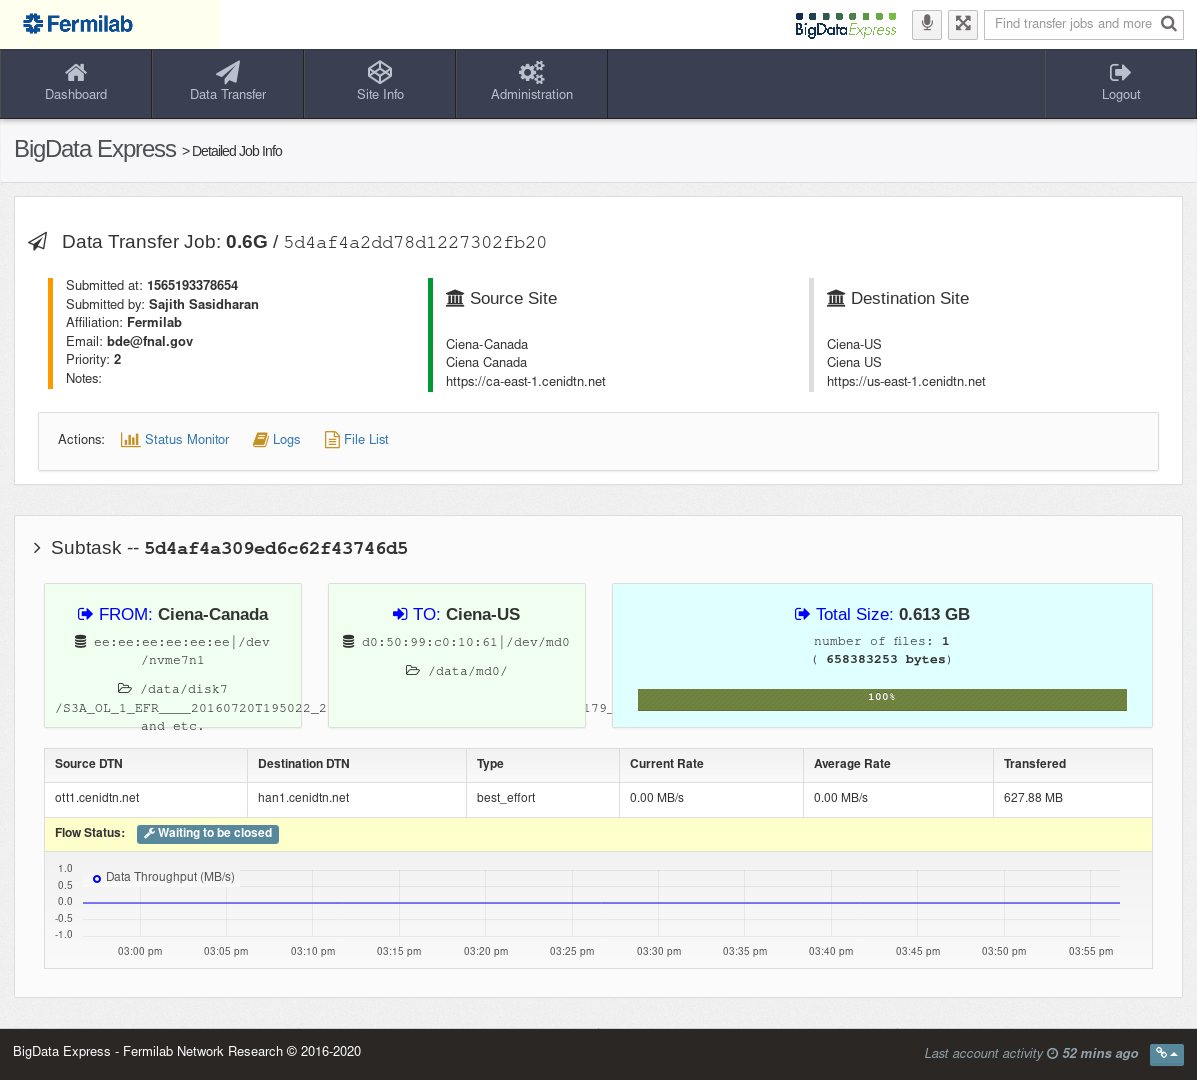 Fermilab
BigDataExpress
Find transfer jobs and more
Dashboard
Data Transfer
Site Info
Administration
Logout
BigData Express > Detailed Job Info
Data Transfer Job: 0.6G / 5d4af4a2dd78d1227302fb20
Submitted at: 1565193378654
Submitted by: Sajith Sasidharan
Affiliation: Fermilab
Email: bde@fnal.gov
Priority: 2
Notes:
Source Site
Ciena-Canada
Ciena Canada
https://ca-east-1.cenidtn.net
Destination Site
Ciena-US
Ciena US
https://us-east-1.cenidtn.net
Actions: Status Monitor Logs File List
Subtask -- 5d4af4a309ed6c62f43746d5
FROM: Ciena-Canada
ee:ee:ee:ee:ee:ee|/dev
/nvme7n1
/data/disk7
/S3A_OL_1_EFR____20160720T195022_2
and etc.
TO: Ciena-US
d0:50:99:c0:10:61|/dev/md0
/data/md0/
179_
Total Size: 0.613 GB
number of files: 1
( 658383253 bytes)
100%
Source DTN Destination DTN Type Current Rate Average Rate Transfered
ott1.cenidtn.net han1.cenidtn.net best_effort 0.00 MB/s 0.00 MB/s 627.88 MB
Flow Status: Waiting to be closed
Data Throughput (MB/s)
1.0
0.5
0.0
-0.5
-1.0
03:00 pm 03:05 pm 03:10 pm 03:15 pm 03:20 pm 03:25 pm 03:30 pm 03:35 pm 03:40 pm 03:45 pm 03:50 pm 03:55 pm
BigData Express - Fermilab Network Research © 2016-2020
Last account activity 52 mins ago